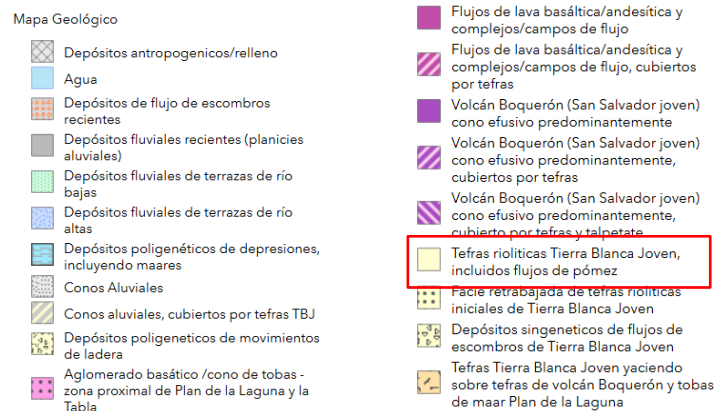 Mapa Geológico
Depósitos antropogenicos/relleno
Agua
Depósitos de flujo de escombros
recientes
Depósitos fluviales recientes (planicies
aluviales)
Depósitos fluviales de terrazas de río
bajas
Depósitos fluviales de terrazas de río
altas
Depósitos poligenéticos de depresiones,
incluyendo maares
Conos Aluviales
Conos aluviales, cubiertos por tefras TBJ
Depósitos poligeneticos de movimientos
de ladera
Aglomerado basático /cono de tobas -
zona proximal de Plan de la Laguna y la
Tabla
Flujos de lava basáltica/andesítica y
complejos/campos de flujo
Flujos de lava basáltica/andesítica y
complejos/campos de flujo, cubiertos
por tefras
Volcán Boquerón (San Salvador joven)
cono efusivo predominantemente
Volcán Boquerón (San Salvador joven)
cono efusivo predominantemente,
cubiertos por tefras
Volcán Boquerón (San Salvador joven)
cono efusivo predominantemente,
cubierto por tefras y talpetate
Tefras rioliticas Tierra Blanca Joven,
incluidos flujos de pómez
Facie retrabajada de tefras rioliticas
iniciales de Tierra Blanca Joven
Depósitos singeneticos de flujos de
escombros de Tierra Blanca Joven
Tefras Tierra Blanca Joven yaciendo
sobre tefras de volcán Boquerón y tobas
de maar Plan de la Laguna